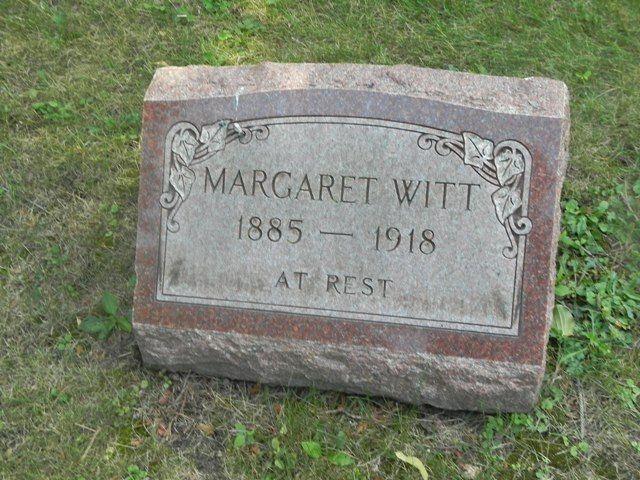 MARGARET WITT
1885 — 1918
AT REST